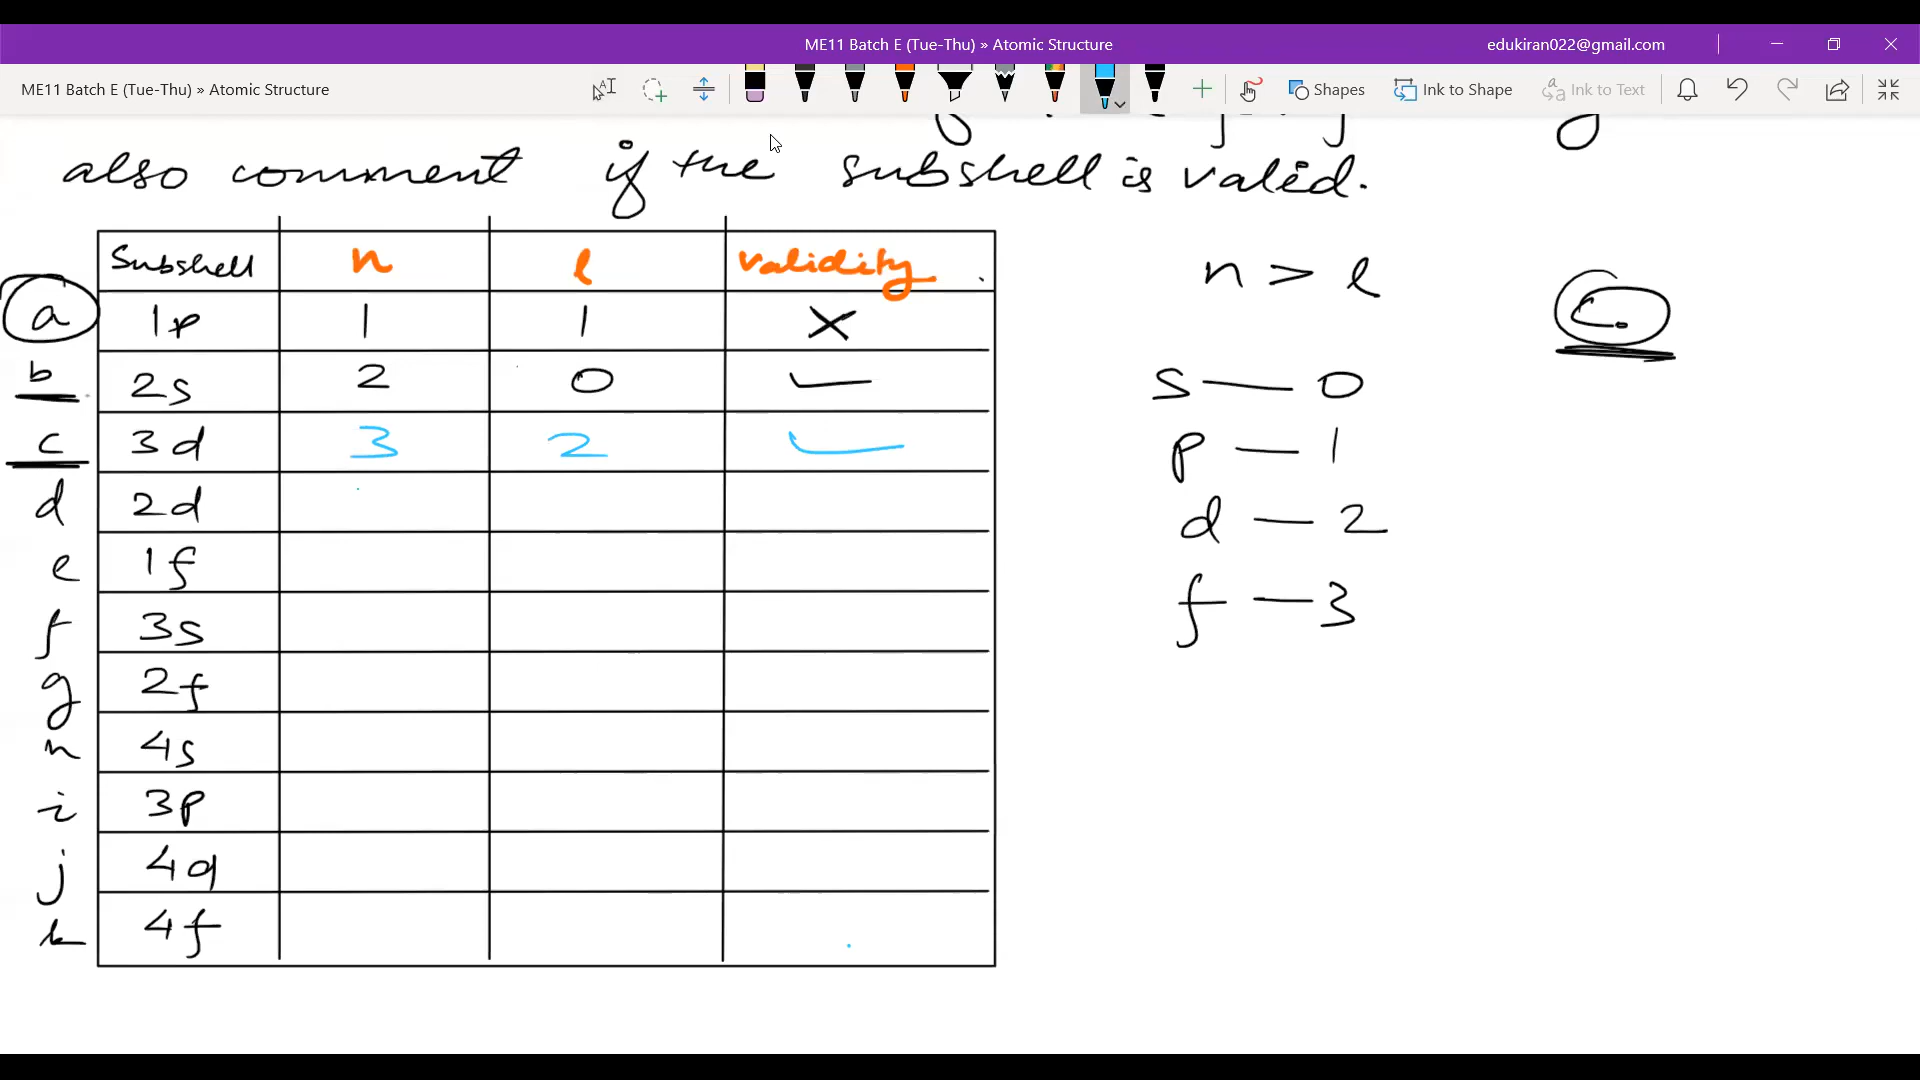 ME11 Batch E (Tue-Thu) » Atomic Structure
edukiran022@gmail.com
ME11 Batch E (Tue-Thu) » Atomic Structure
Shapes
Ink to Shape
Ink to Text
also comment if the subshell is valid.
Subshell n l validity
a 1p 1 1 ×
b 2s 2 0 ✓
c 3d 3 2 ✓
d 2d
e 1f
f 3s
g 2f
h 4s
i 3p
j 4d
k 4f
n > l
s — 0
p — 1
d — 2
f — 3